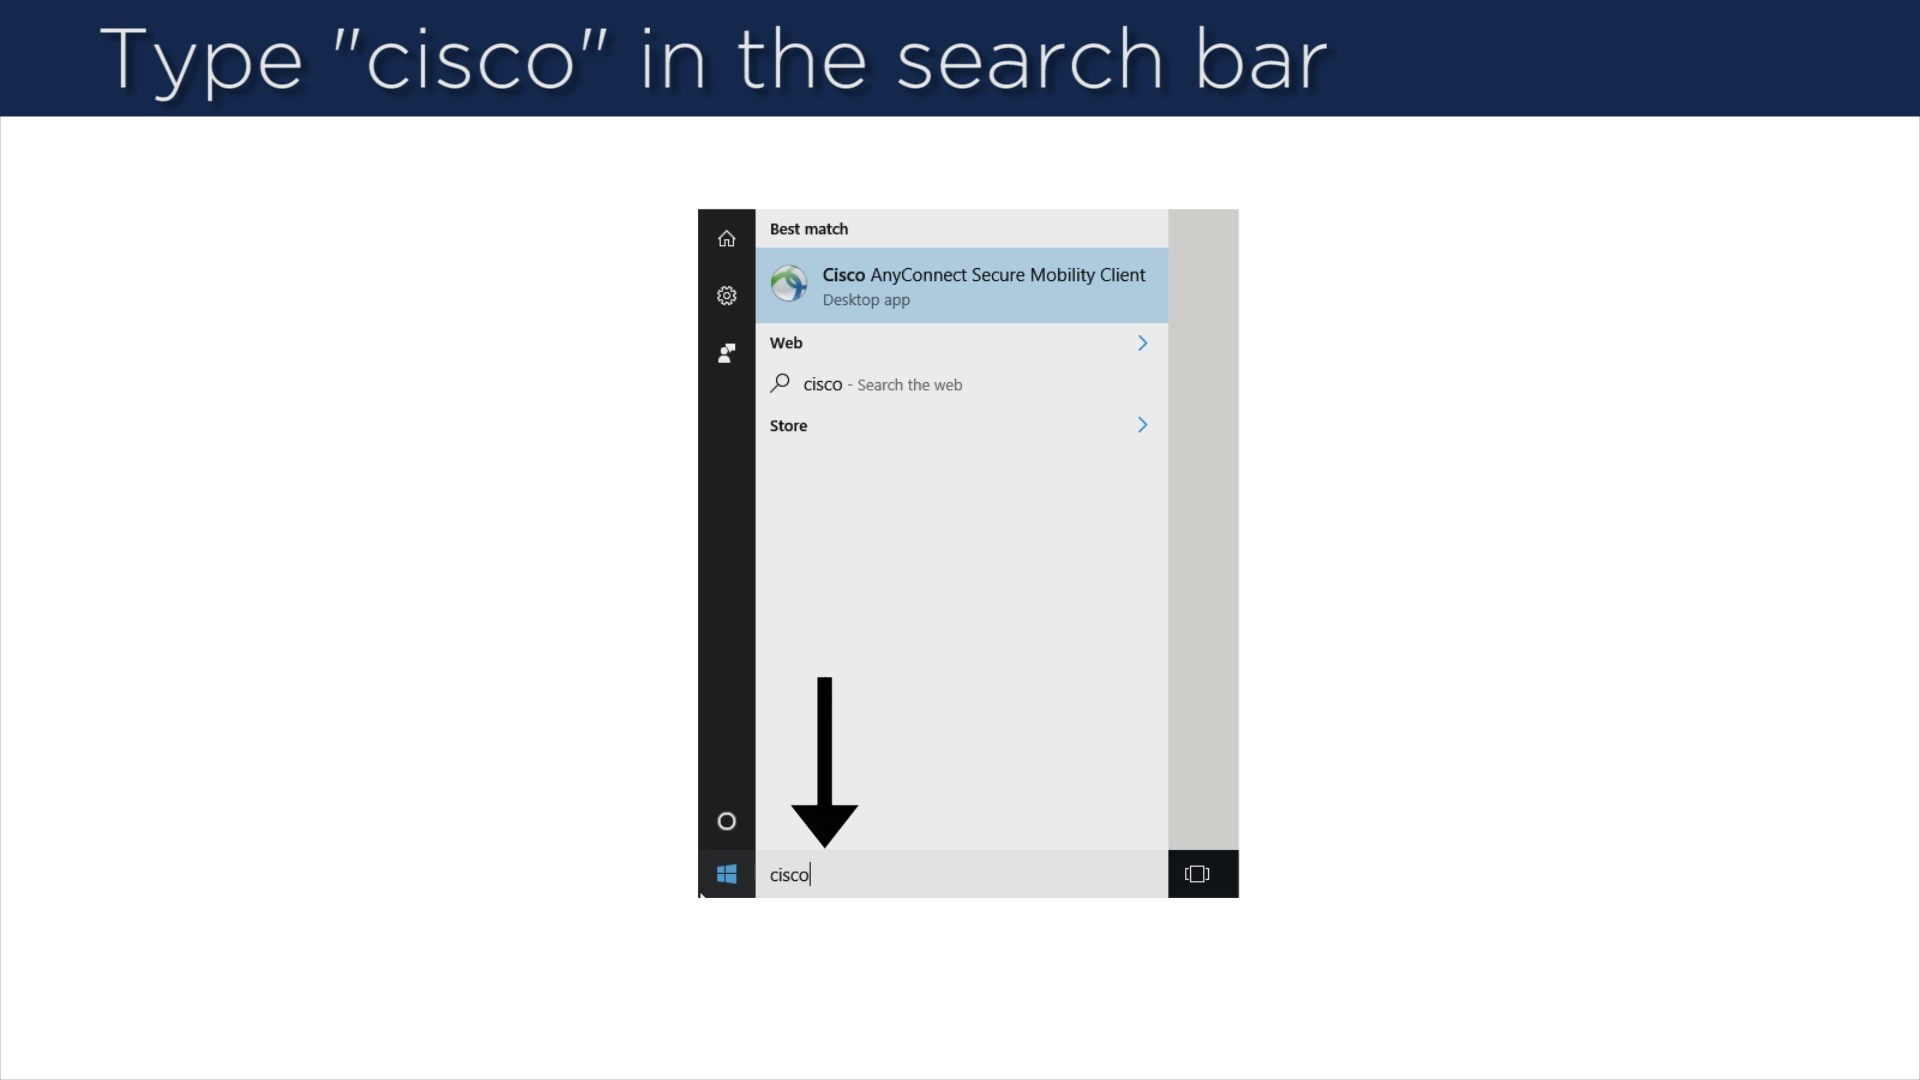 Type "cisco" in the search bar
Best match
Cisco AnyConnect Secure Mobility Client
Desktop app
Web
cisco - Search the web
Store
cisco